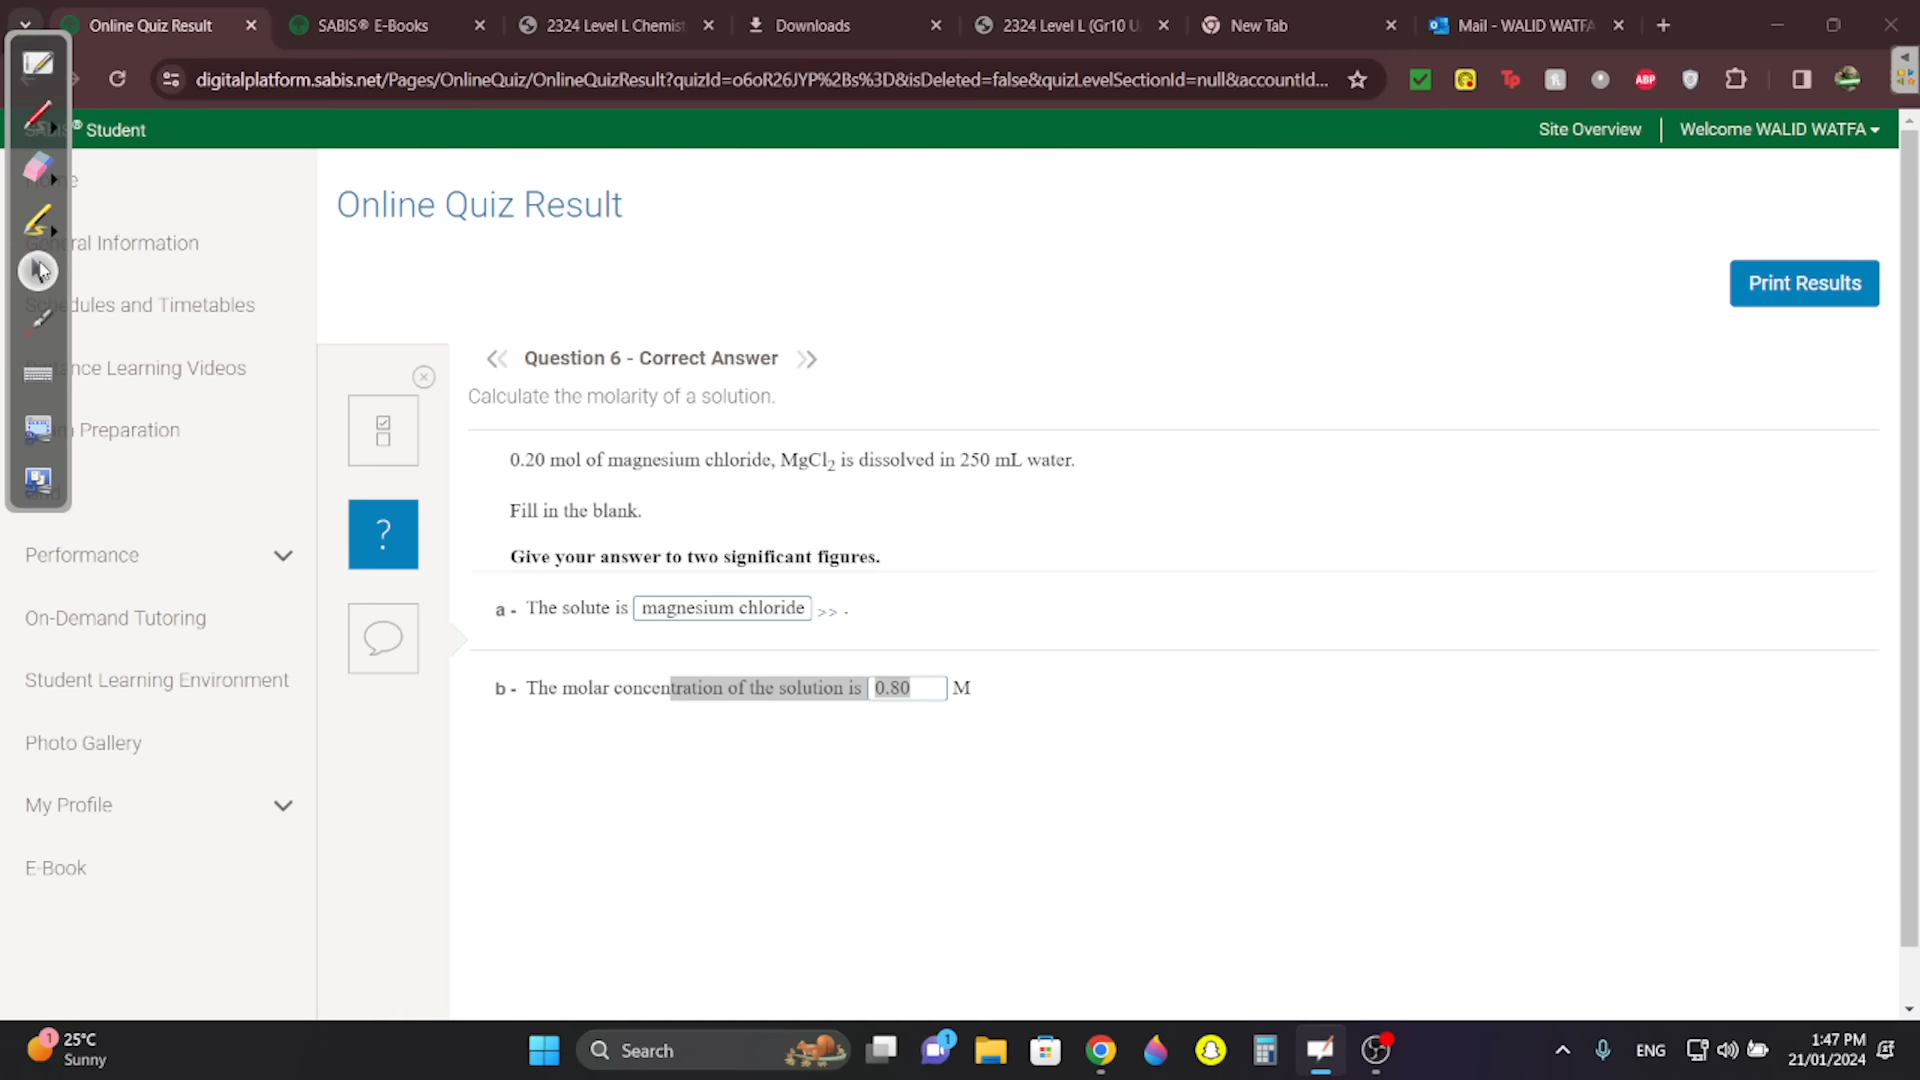 Online Quiz Result
SABIS® E-Books
2324 Level L Chemist
Downloads
2324 Level L (Gr10 U
New Tab
Mail - WALID WATFA
digitalplatform.sabis.net/Pages/OnlineQuiz/OnlineQuizResult?quizId=o6oR26JYP%2Bs%3D&isDeleted=false&quizLevelSectionId=null&accountId...
Student
Site Overview
Welcome WALID WATFA
General Information
Schedules and Timetables
Distance Learning Videos
Preparation
Performance
On-Demand Tutoring
Student Learning Environment
Photo Gallery
My Profile
E-Book
Online Quiz Result
Print Results
Question 6 - Correct Answer
Calculate the molarity of a solution.
0.20 mol of magnesium chloride, MgCl₂ is dissolved in 250 mL water.
Fill in the blank.
Give your answer to two significant figures.
a - The solute is magnesium chloride >> .
b - The molar concentration of the solution is 0.80 M
25°C
Sunny
Search
ENG
1:47 PM
21/01/2024